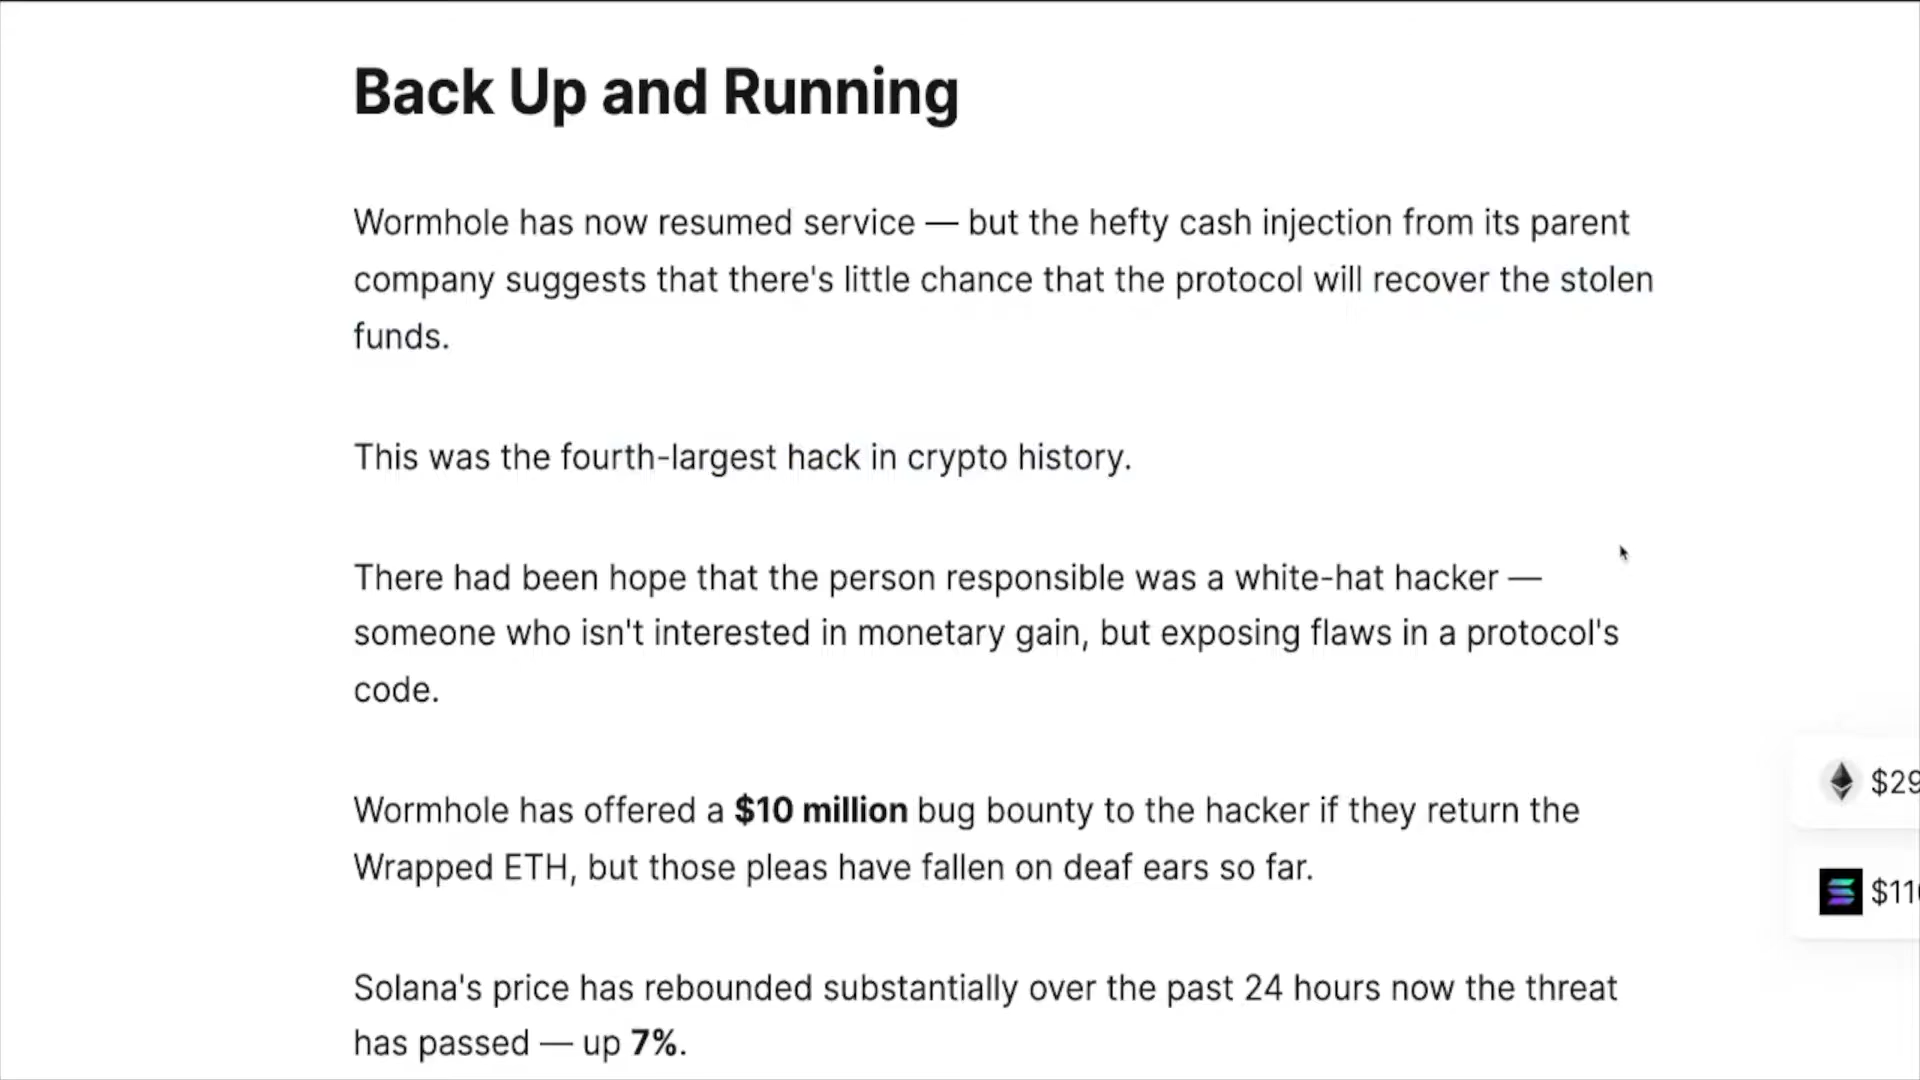 Back Up and Running
Wormhole has now resumed service — but the hefty cash injection from its parent
company suggests that there's little chance that the protocol will recover the stolen
funds.
This was the fourth-largest hack in crypto history.
There had been hope that the person responsible was a white-hat hacker —
someone who isn't interested in monetary gain, but exposing flaws in a protocol's
code.
Wormhole has offered a $10 million bug bounty to the hacker if they return the
Wrapped ETH, but those pleas have fallen on deaf ears so far.
Solana's price has rebounded substantially over the past 24 hours now the threat
has passed — up 7%.